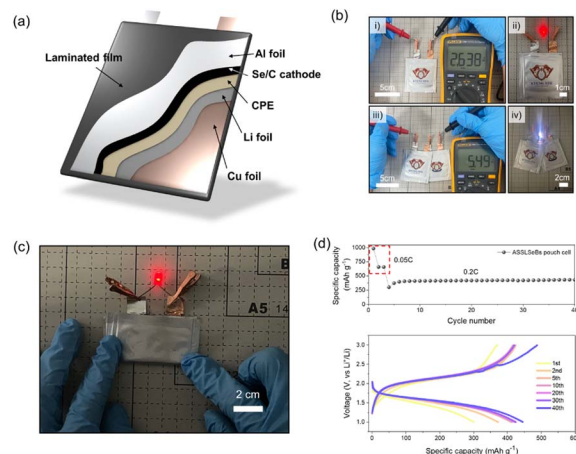 (a)
Laminated film
Al foil
Se/C cathode
CPE
Li foil
Cu foil
(b)
i)
2.638
5cm
ii)
1cm
iii)
5.49
5cm
iv)
2cm
(c)
A5
14
2 cm
(d)
Specific capacity
(mAh g⁻¹)
1000
750
500
250
0
0.05C
0.2C
ASSLSeBs pouch cell
0 10 20 30 40
Cycle number
Voltage (V, vs Li⁺/Li)
3.0
2.5
2.0
1.5
1.0
1st
2nd
5th
10th
20th
30th
40th
0 100 200 300 400 500 600
Specific capacity
(mAh g⁻¹)